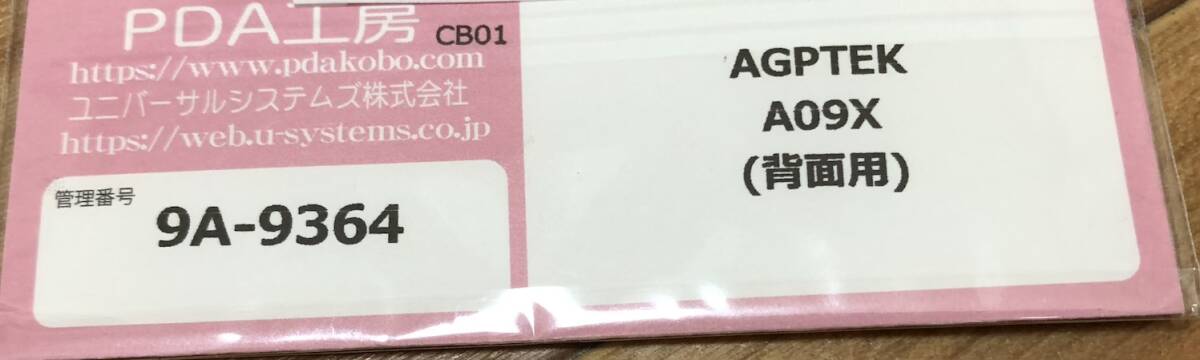 PDA工房 CB01
https://www.pdakobo.com
ユニバーサルシステムズ株式会社
https://web.u-systems.co.jp
管理番号
9A-9364
AGPTEK
A09X
(背面用)